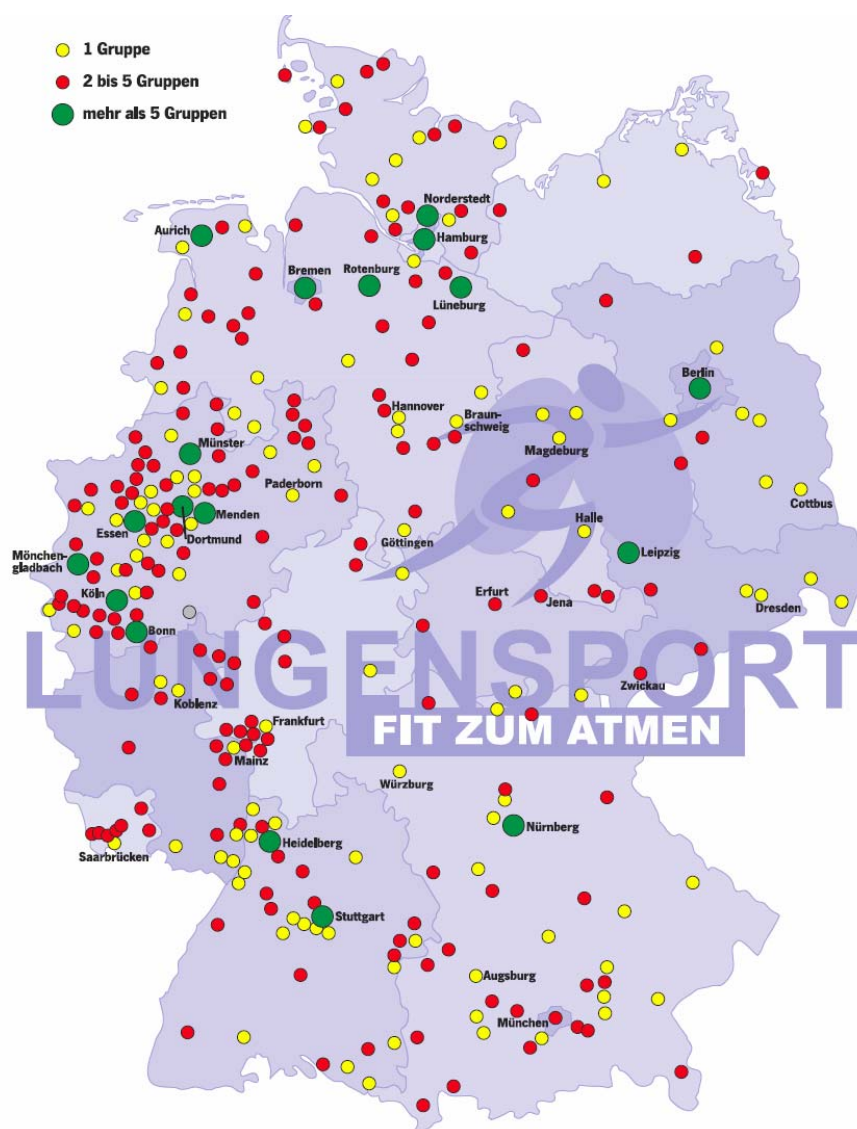 1 Gruppe
2 bis 5 Gruppen
mehr als 5 Gruppen
Norderstedt
Aurich
Hamburg
Bremen
Rotenburg
Lüneburg
Berlin
Hannover
Braun-
schweig
Magdeburg
Münster
Paderborn
Cottbus
Menden
Essen
Dortmund
Göttingen
Halle
Mönchen-
gladbach
Leipzig
Köln
Erfurt
Jena
Dresden
Bonn
LUNGENSPORT
Zwickau
Koblenz
Frankfurt
FIT ZUM ATMEN
Mainz
Würzburg
Nürnberg
Heidelberg
Saarbrücken
Stuttgart
Augsburg
München